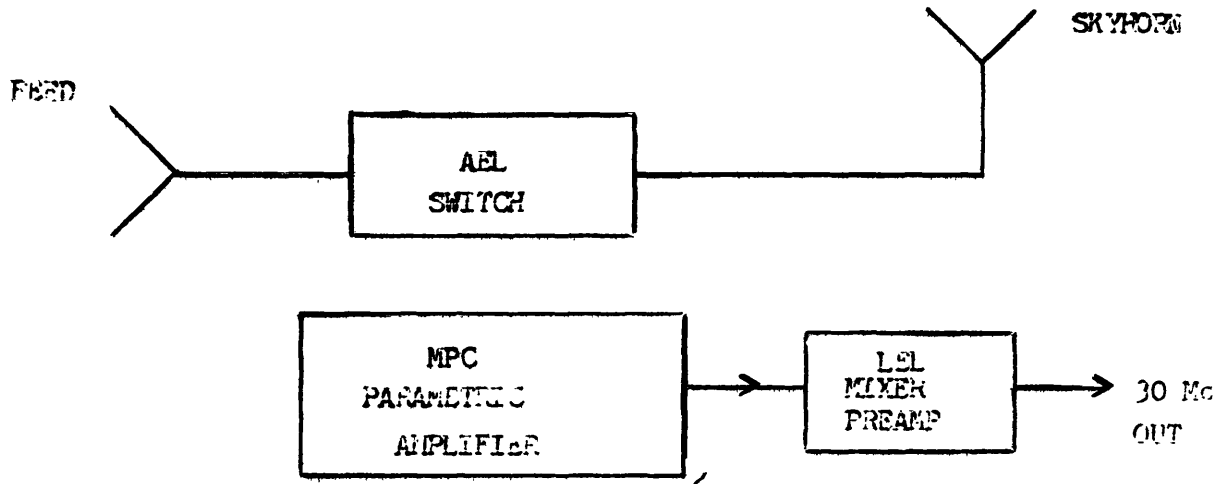 SKYHORN
FEED
AEL
SWITCH
MPC
PARAMETRIC
AMPLIFIER
LEL
MIXER
PREAMP
30 Mc
OUT